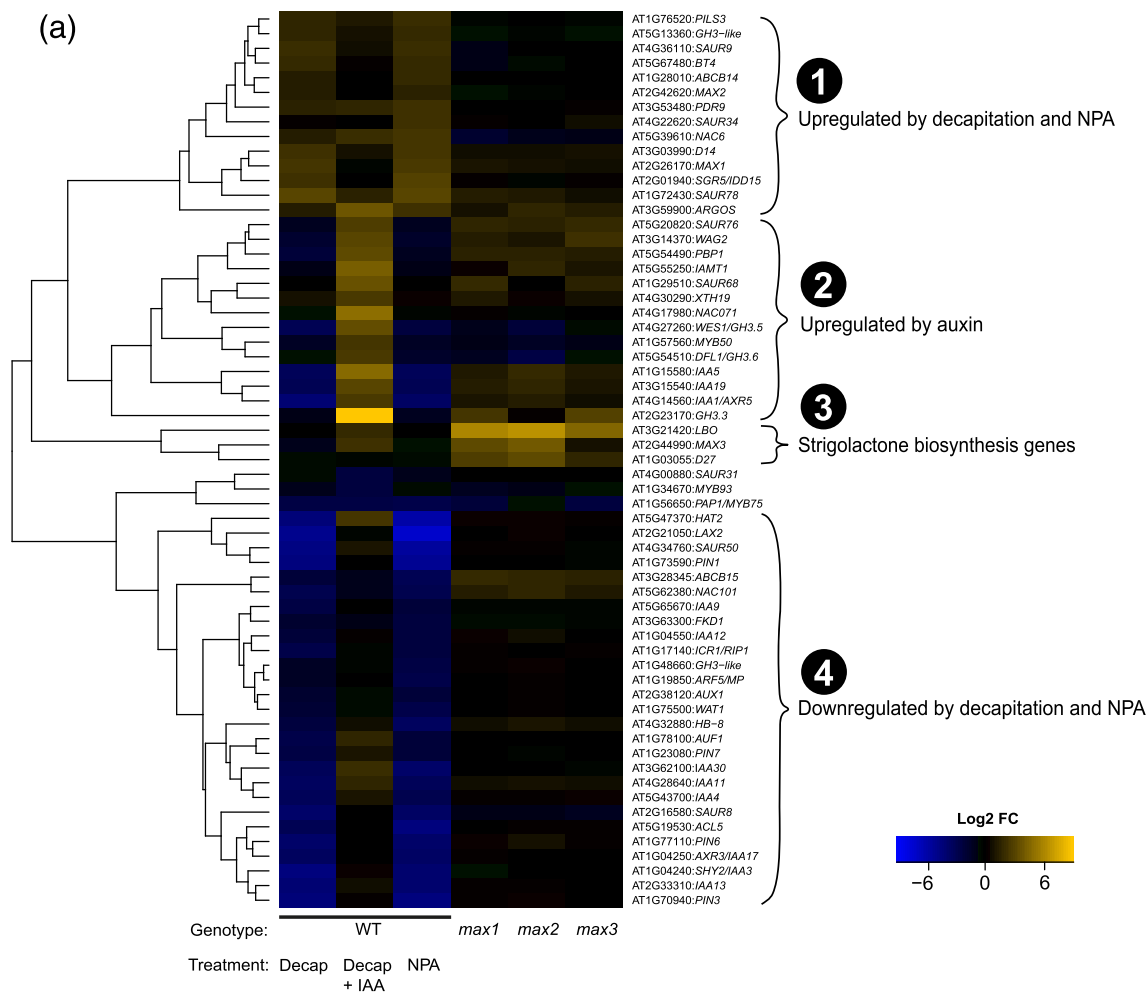 (a)
AT1G76520:PILS3
AT5G13360:GH3−like
AT4G36110:SAUR9
AT5G67480:BT4
AT1G28010:ABCB14
AT2G42620:MAX2
AT3G53480:PDR9
AT4G22620:SAUR34
AT5G39610:NAC6
AT3G03990:D14
AT2G26170:MAX1
AT2G01940:SGR5/IDD15
AT1G72430:SAUR78
AT3G59900:ARGOS
AT5G20820:SAUR76
AT3G14370:WAG2
AT5G54490:PBP1
AT5G55250:IAMT1
AT1G29510:SAUR68
AT4G30290:XTH19
AT4G17980:NAC071
AT4G27260:WES1/GH3.5
AT1G57560:MYB50
AT5G54510:DFL1/GH3.6
AT1G15580:IAA5
AT3G15540:IAA19
AT4G14560:IAA1/AXR5
AT2G23170:GH3.3
AT3G21420:LBO
AT2G44990:MAX3
AT1G03055:D27
AT4G00880:SAUR31
AT1G34670:MYB93
AT1G56650:PAP1/MYB75
AT5G47370:HAT2
AT2G21050:LAX2
AT4G34760:SAUR50
AT1G73590:PIN1
AT3G28345:ABCB15
AT5G62380:NAC101
AT5G65670:IAA9
AT3G63300:FKD1
AT1G04550:IAA12
AT1G17140:ICR1/RIP1
AT1G48660:GH3−like
AT1G19850:ARF5/MP
AT2G38120:AUX1
AT1G75500:WAT1
AT4G32880:HB−8
AT1G78100:AUF1
AT1G23080:PIN7
AT3G62100:IAA30
AT4G28640:IAA11
AT5G43700:IAA4
AT2G16580:SAUR8
AT5G19530:ACL5
AT1G77110:PIN6
AT1G04250:AXR3/IAA17
AT1G04240:SHY2/IAA3
AT2G33310:IAA13
AT1G70940:PIN3
1
Upregulated by decapitation and NPA
2
Upregulated by auxin
3
Strigolactone biosynthesis genes
4
Downregulated by decapitation and NPA
Log2 FC
−6 0 6
Genotype: WT max1 max2 max3
Treatment: Decap Decap + IAA NPA